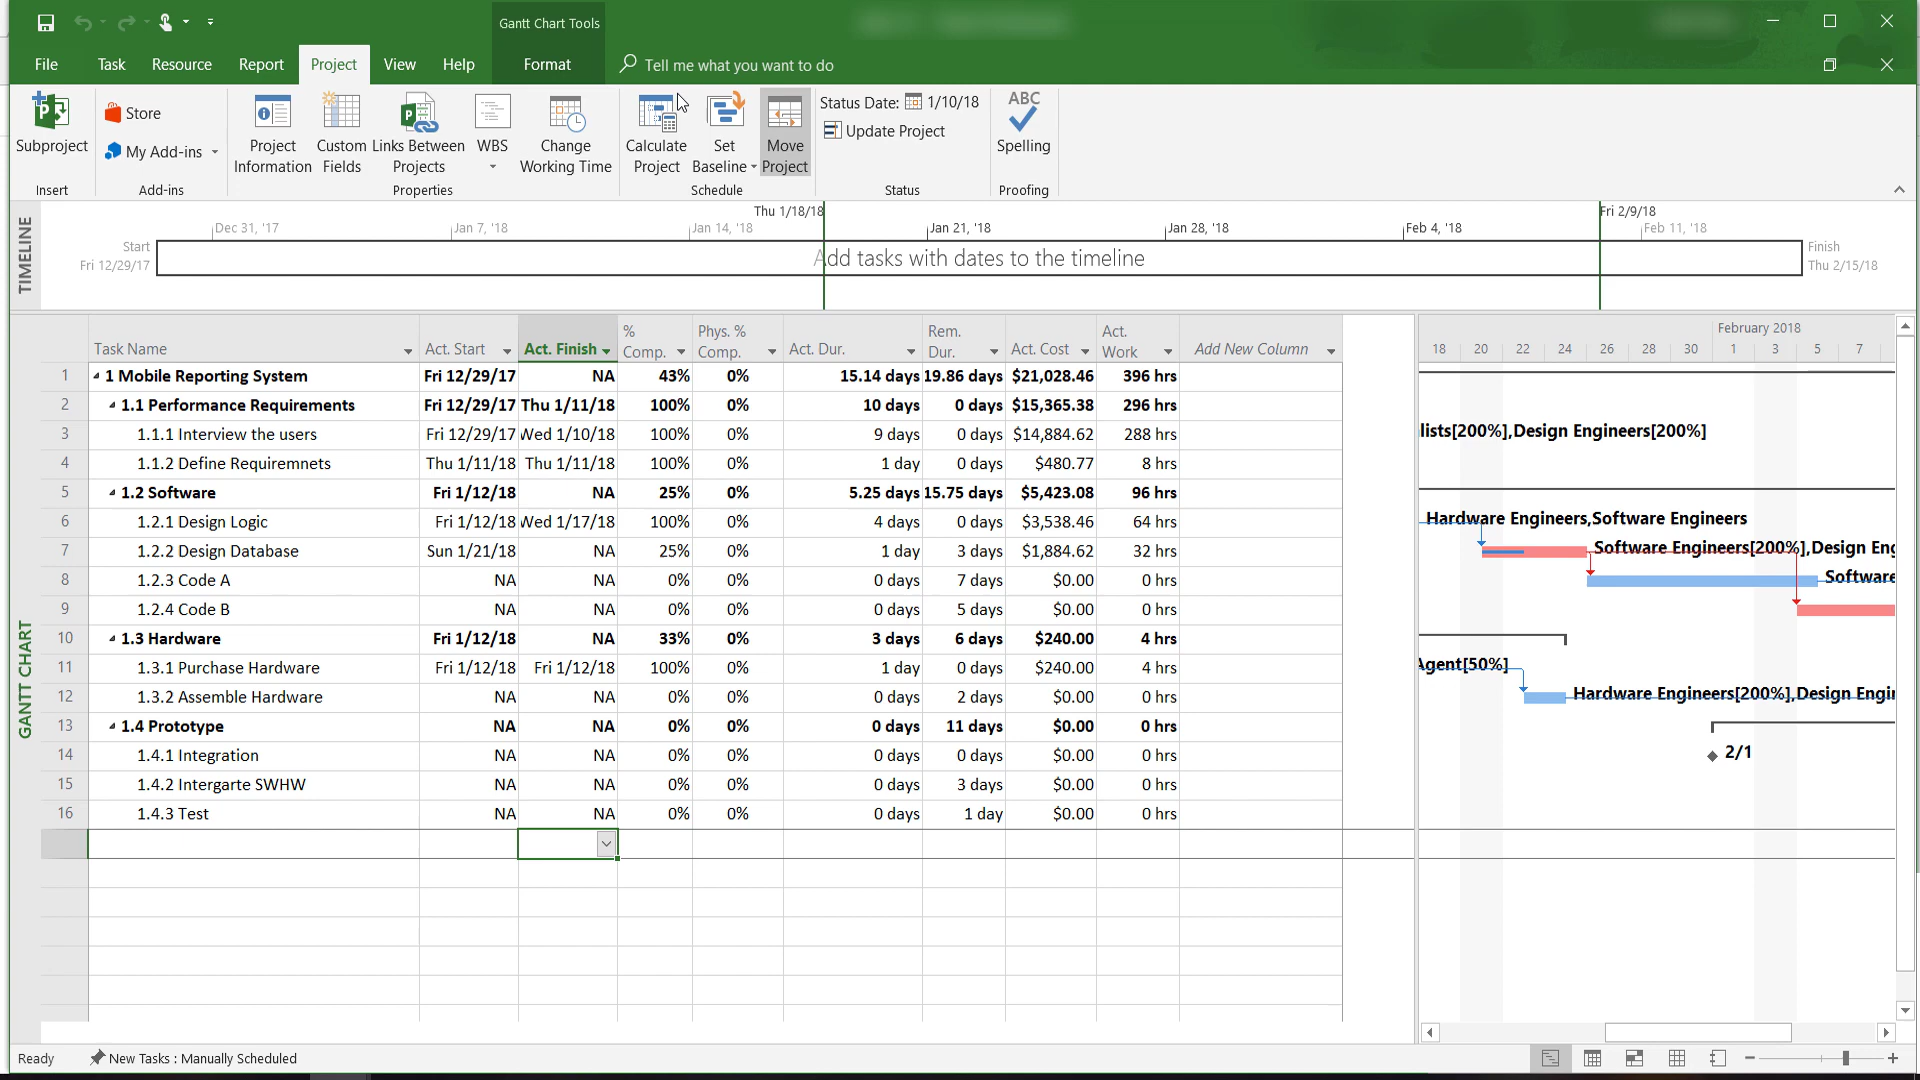 Gantt Chart Tools
File Task Resource Report Project View Help Format Tell me what you want to do
Subproject
Insert
Store
My Add-ins
Add-ins
Project Information
Custom Fields
Links Between Projects
WBS
Change Working Time
Properties
Calculate Project
Set Baseline
Move Project
Schedule
Status Date: 1/10/18
Update Project
Status
ABC
Spelling
Proofing
TIMELINE
Thu 1/18/18 Fri 2/9/18
Dec 31, '17 Jan 7, '18 Jan 14, '18 Jan 21, '18 Jan 28, '18 Feb 4, '18 Feb 11, '18
Start
Fri 12/29/17
Add tasks with dates to the timeline
Finish
Thu 2/15/18
GANTT CHART
Task Name Act. Start Act. Finish % Comp. Phys. % Comp. Act. Dur. Rem. Dur. Act. Cost Act. Work Add New Column
1 1 Mobile Reporting System Fri 12/29/17 NA 43% 0% 15.14 days 19.86 days $21,028.46 396 hrs
2 1.1 Performance Requirements Fri 12/29/17 Thu 1/11/18 100% 0% 10 days 0 days $15,365.38 296 hrs
3 1.1.1 Interview the users Fri 12/29/17 Wed 1/10/18 100% 0% 9 days 0 days $14,884.62 288 hrs
4 1.1.2 Define Requiremnets Thu 1/11/18 Thu 1/11/18 100% 0% 1 day 0 days $480.77 8 hrs
5 1.2 Software Fri 1/12/18 NA 25% 0% 5.25 days 15.75 days $5,423.08 96 hrs
6 1.2.1 Design Logic Fri 1/12/18 Wed 1/17/18 100% 0% 4 days 0 days $3,538.46 64 hrs
7 1.2.2 Design Database Sun 1/21/18 NA 25% 0% 1 day 3 days $1,884.62 32 hrs
8 1.2.3 Code A NA NA 0% 0% 0 days 7 days $0.00 0 hrs
9 1.2.4 Code B NA NA 0% 0% 0 days 5 days $0.00 0 hrs
10 1.3 Hardware Fri 1/12/18 NA 33% 0% 3 days 6 days $240.00 4 hrs
11 1.3.1 Purchase Hardware Fri 1/12/18 Fri 1/12/18 100% 0% 1 day 0 days $240.00 4 hrs
12 1.3.2 Assemble Hardware NA NA 0% 0% 0 days 2 days $0.00 0 hrs
13 1.4 Prototype NA NA 0% 0% 0 days 11 days $0.00 0 hrs
14 1.4.1 Integration NA NA 0% 0% 0 days 0 days $0.00 0 hrs
15 1.4.2 Intergarte SWHW NA NA 0% 0% 0 days 3 days $0.00 0 hrs
16 1.4.3 Test NA NA 0% 0% 0 days 1 day $0.00 0 hrs
February 2018
18 20 22 24 26 28 30 1 3 5 7
lists[200%],Design Engineers[200%]
Hardware Engineers,Software Engineers
Software Engineers[200%],Design Eng
Software
Agent[50%]
Hardware Engineers[200%],Design Engin
2/1
Ready New Tasks : Manually Scheduled